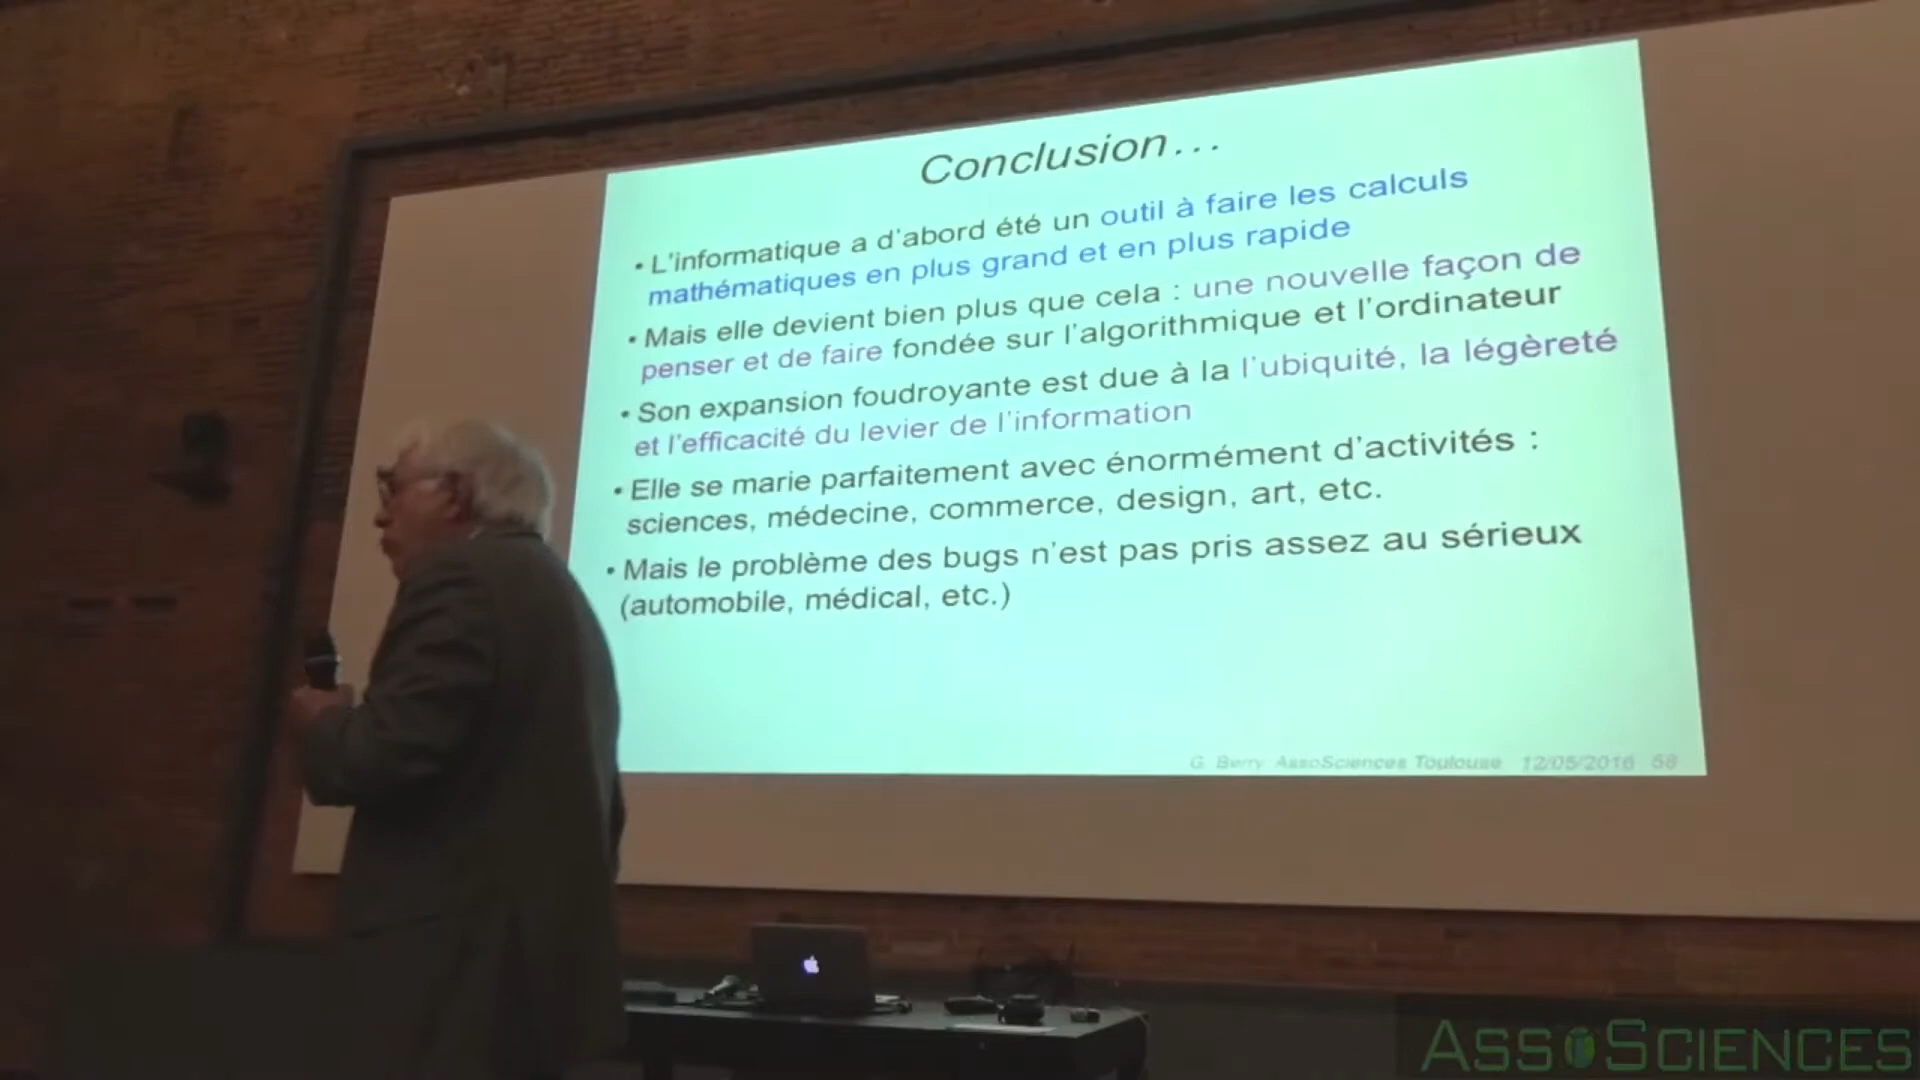 Conclusion...
• L'informatique a d'abord été un outil à faire les calculs
mathématiques en plus grand et en plus rapide
• Mais elle devient bien plus que cela : une nouvelle façon de
penser et de faire fondée sur l'algorithmique et l'ordinateur
• Son expansion foudroyante est due à la l'ubiquité, la légèreté
et l'efficacité du levier de l'information
• Elle se marie parfaitement avec énormément d'activités :
sciences, médecine, commerce, design, art, etc.
• Mais le problème des bugs n'est pas pris assez au sérieux
(automobile, médical, etc.)
G. Berry AssoSciences Toulouse 12/05/2016 58
ASSOSCIENCES